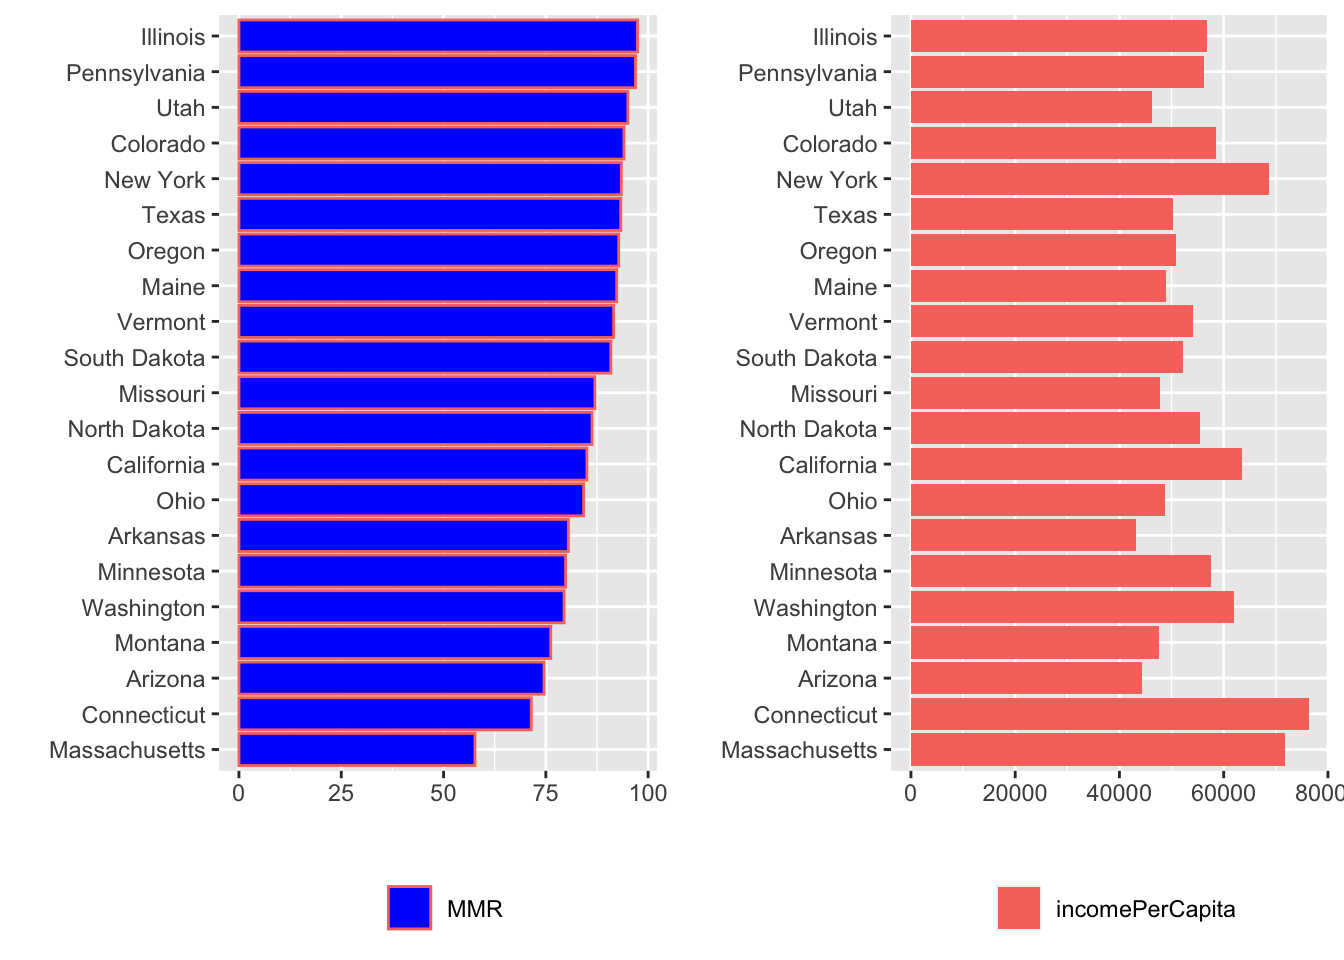 Illinois
Pennsylvania
Utah
Colorado
New York
Texas
Oregon
Maine
Vermont
South Dakota
Missouri
North Dakota
California
Ohio
Arkansas
Minnesota
Washington
Montana
Arizona
Connecticut
Massachusetts
0 25 50 75 100
MMR
Illinois
Pennsylvania
Utah
Colorado
New York
Texas
Oregon
Maine
Vermont
South Dakota
Missouri
North Dakota
California
Ohio
Arkansas
Minnesota
Washington
Montana
Arizona
Connecticut
Massachusetts
0 20000 40000 60000 8000
incomePerCapita